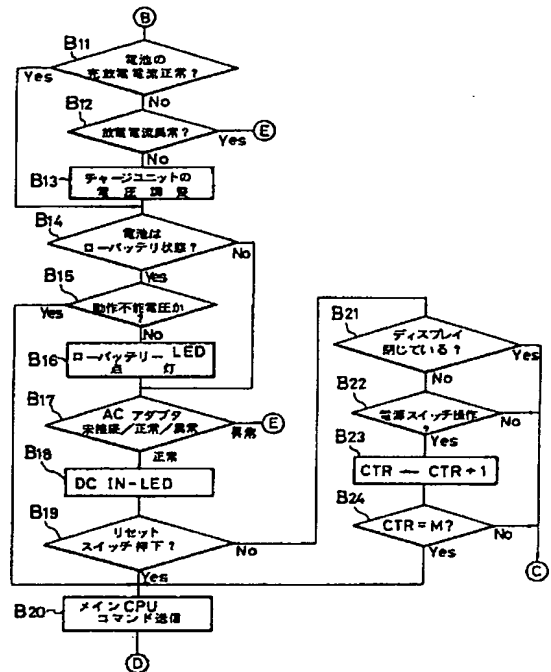 B
B11
電池の
充放電電流正常?
Yes
No
B12
放電電流異常?
Yes
E
No
B13
チャージユニットの
電圧調整
B14
電池は
ローバッテリ状態?
No
Yes
B15
動作不能電圧か
?
Yes
No
B16
ローバッテリー LED
点灯
B17
AC アダプタ
未接続/正常/異常
異常
E
正常
B18
DC IN-LED
B19
リセット
スイッチ押下?
No
Yes
B20
メインCPU
コマンド送信
D
B21
ディスプレイ
閉じている?
Yes
No
B22
電源スイッチ操作
?
No
Yes
B23
CTR ← CTR+1
B24
CTR=M?
No
Yes
C